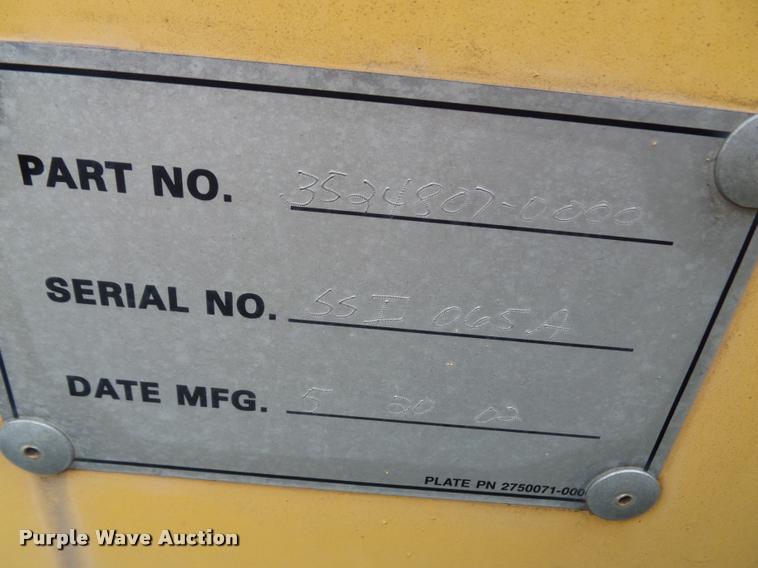 PART NO. 3524807-0000
SERIAL NO. SSI 065A
DATE MFG. 5 20 02
PLATE PN 2750071-000
Purple Wave Auction